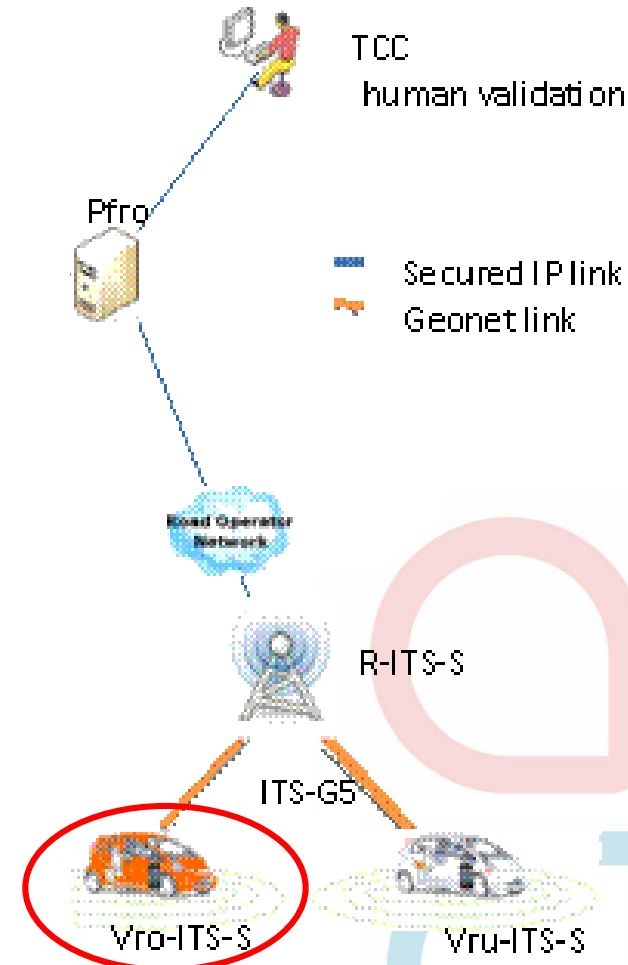 TCC
human validation
Pfro
Secured IP link
Geonet link
Road Operator
Network
R-ITS-S
ITS-G5
Vro-ITS-S
Vru-ITS-S